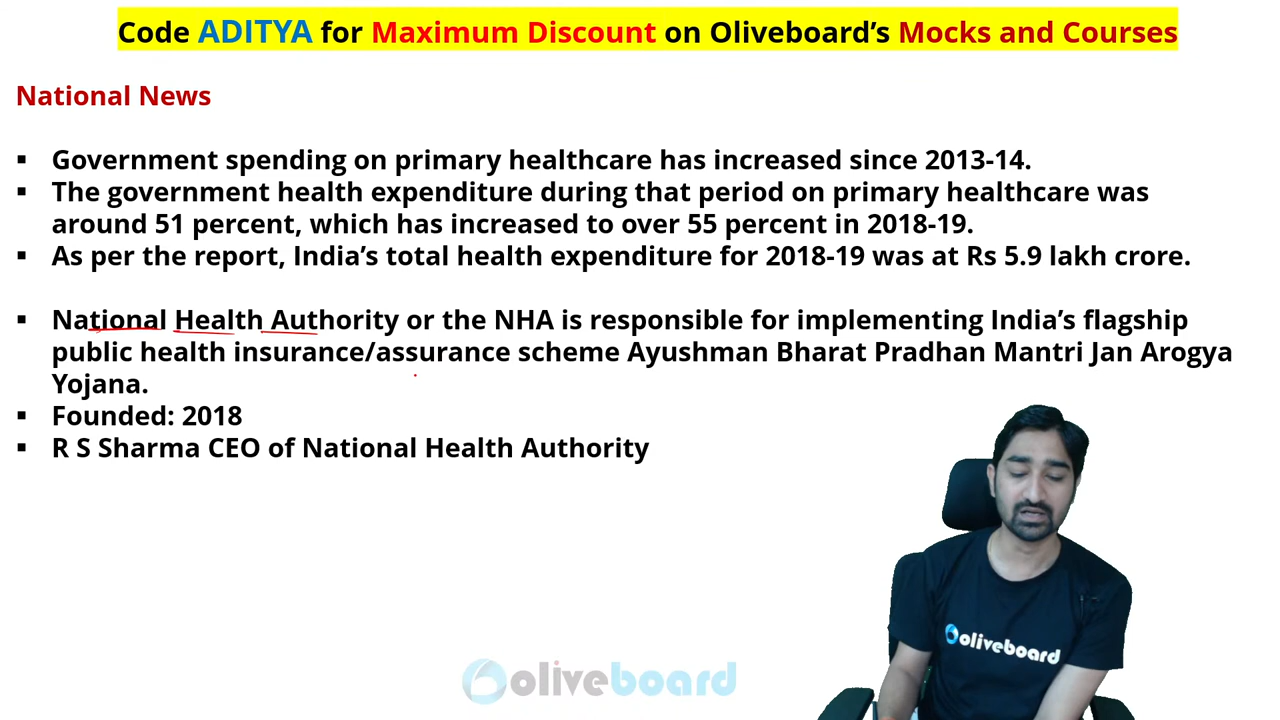 Code ADITYA for Maximum Discount on Oliveboard’s Mocks and Courses
National News
▪ Government spending on primary healthcare has increased since 2013-14.
▪ The government health expenditure during that period on primary healthcare was
around 51 percent, which has increased to over 55 percent in 2018-19.
▪ As per the report, India’s total health expenditure for 2018-19 was at Rs 5.9 lakh crore.
▪ National Health Authority or the NHA is responsible for implementing India’s flagship
public health insurance/assurance scheme Ayushman Bharat Pradhan Mantri Jan Arogya
Yojana.
▪ Founded: 2018
▪ R S Sharma CEO of National Health Authority
oliveboard
oliveboard